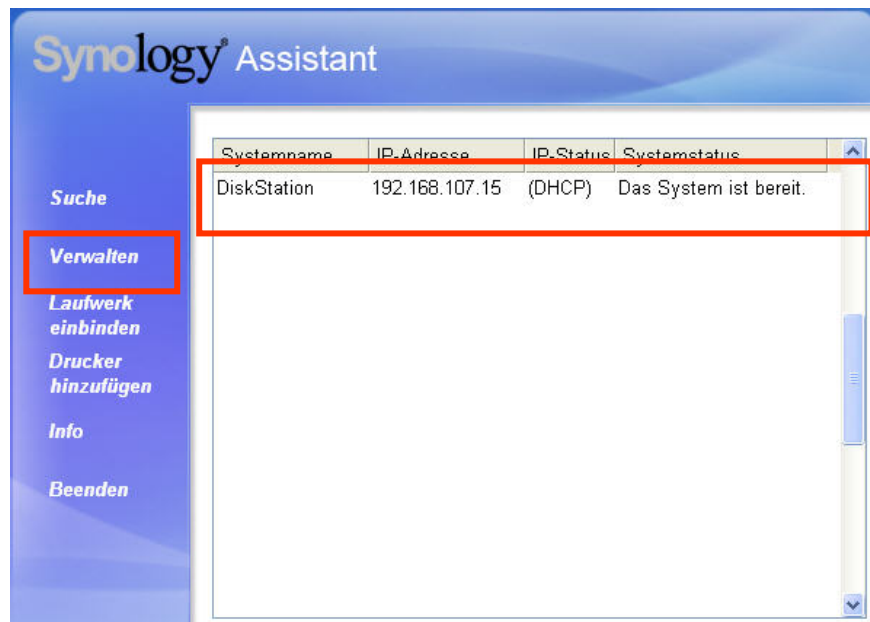 Synology Assistant
Suche
Verwalten
Laufwerk
einbinden
Drucker
hinzufügen
Info
Beenden
Systemname IP-Adresse IP-Status Systemstatus
DiskStation 192.168.107.15 (DHCP) Das System ist bereit.